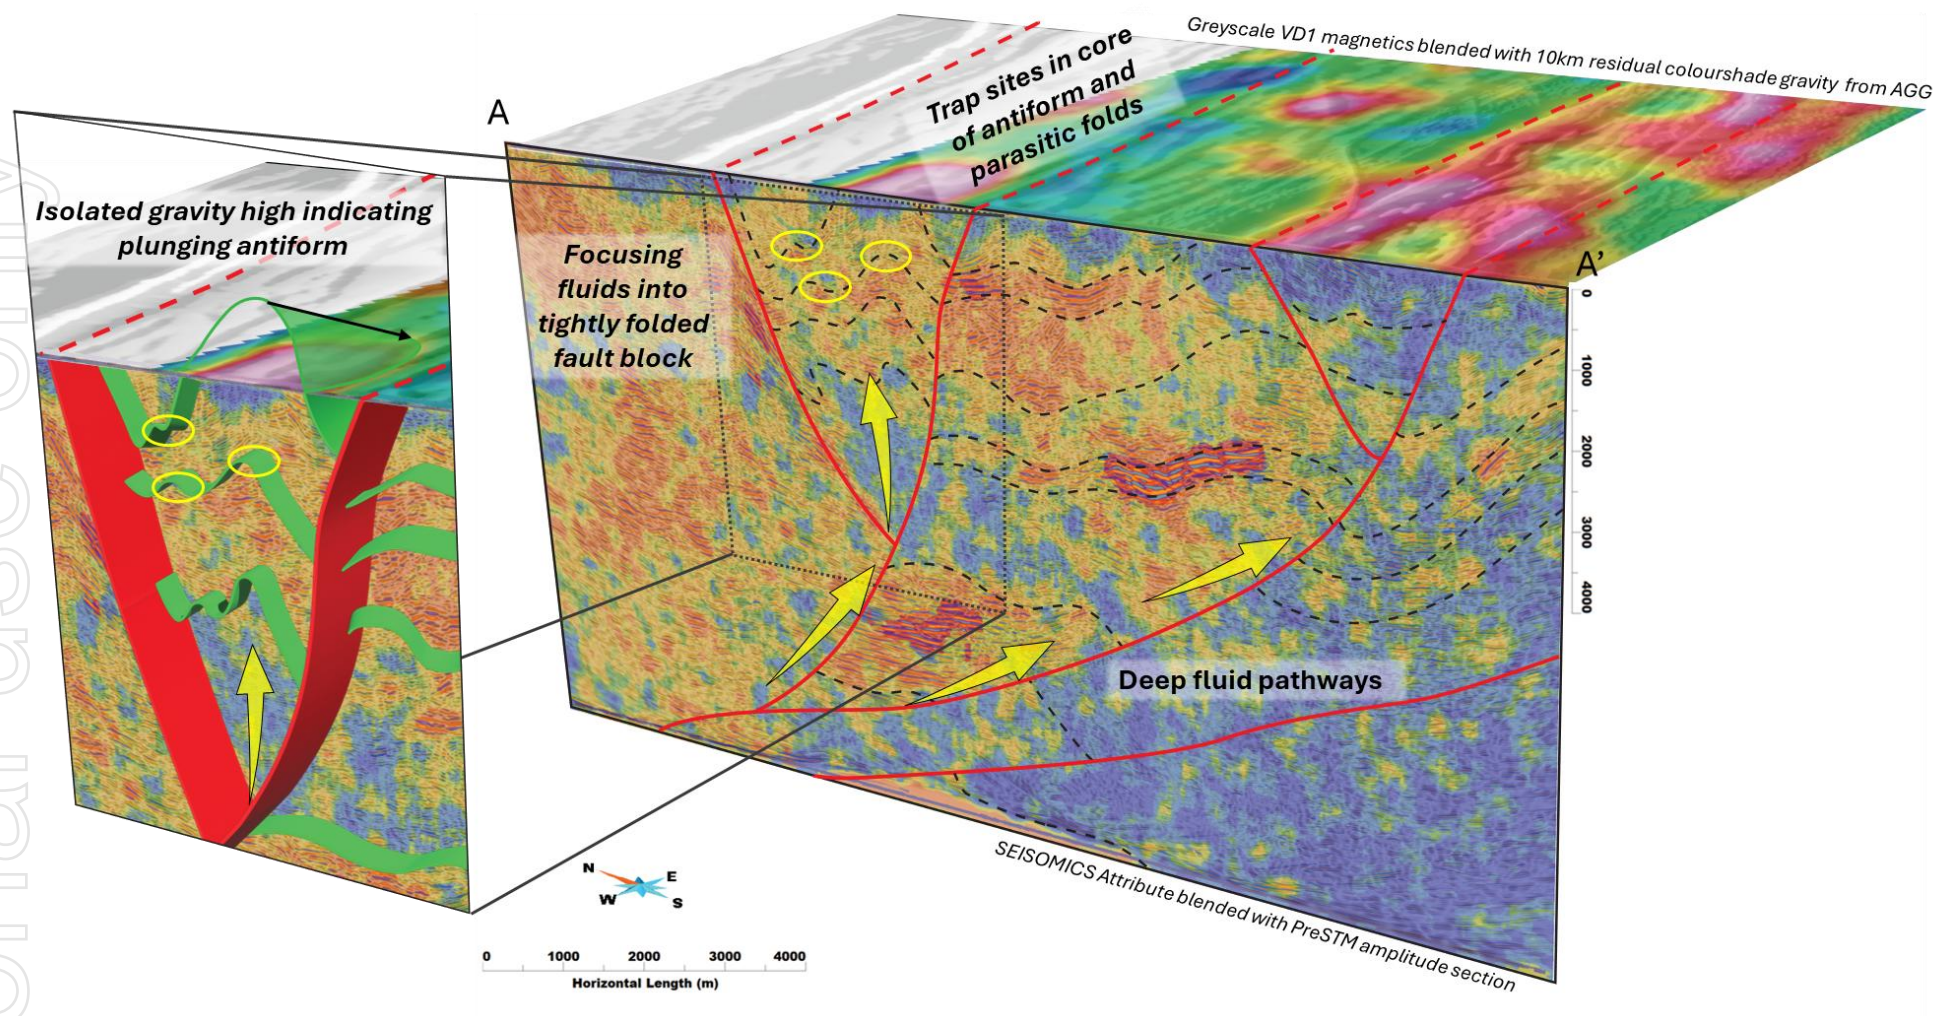 Greyscale VD1 magnetics blended with 10km residual colourshade gravity from AGG
Trap sites in core
of antiform and
parasitic folds
A
A’
Isolated gravity high indicating
plunging antiform
Focusing
fluids into
tightly folded
fault block
0
1000
2000
3000
4000
Deep fluid pathways
SEISOMICS Attribute blended with PreSTM amplitude section
N
E
W
S
0 1000 2000 3000 4000
Horizontal Length (m)